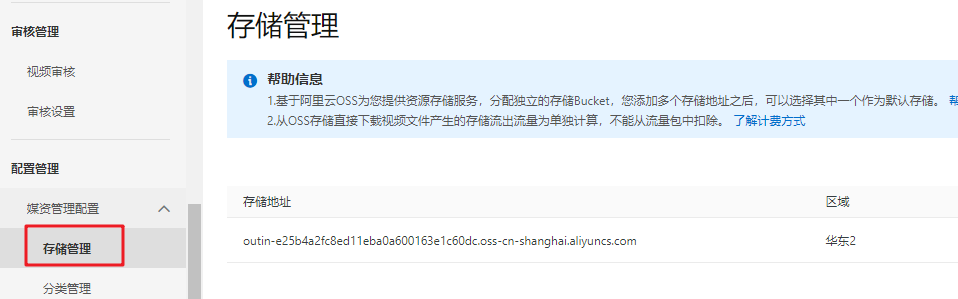 审核管理
视频审核
审核设置
配置管理
媒资管理配置
存储管理
分类管理
存储管理
帮助信息
1.基于阿里云OSS为您提供资源存储服务，分配独立的存储Bucket，您添加多个存储地址之后，可以选择其中一个作为默认存储。
2.从OSS存储直接下载视频文件产生的存储流出流量为单独计算，不能从流量包中扣除。 了解计费方式
存储地址 区域
outin-e25b4a2fc8ed11eba0a600163e1c60dc.oss-cn-shanghai.aliyuncs.com 华东2